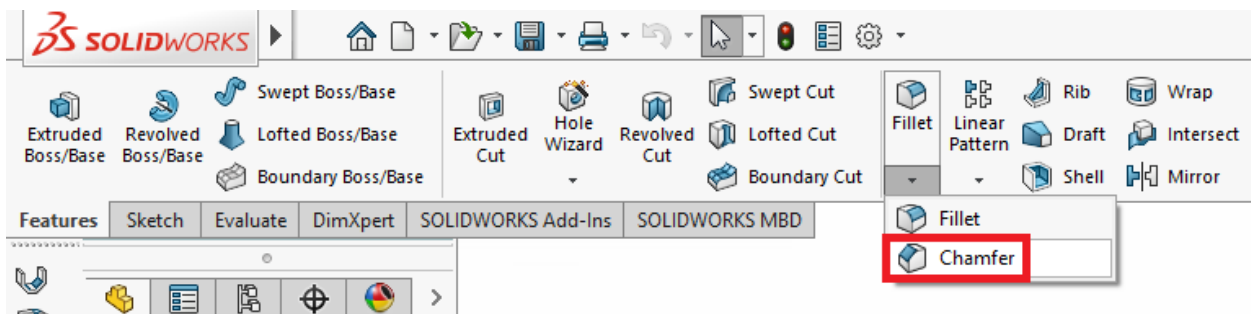 SOLIDWORKS
Extruded
Boss/Base
Revolved
Boss/Base
Swept Boss/Base
Lofted Boss/Base
Boundary Boss/Base
Extruded
Cut
Hole
Wizard
Revolved
Cut
Swept Cut
Lofted Cut
Boundary Cut
Fillet
Linear
Pattern
Rib
Draft
Shell
Wrap
Intersect
Mirror
Features Sketch Evaluate DimXpert SOLIDWORKS Add-Ins SOLIDWORKS MBD
Fillet
Chamfer